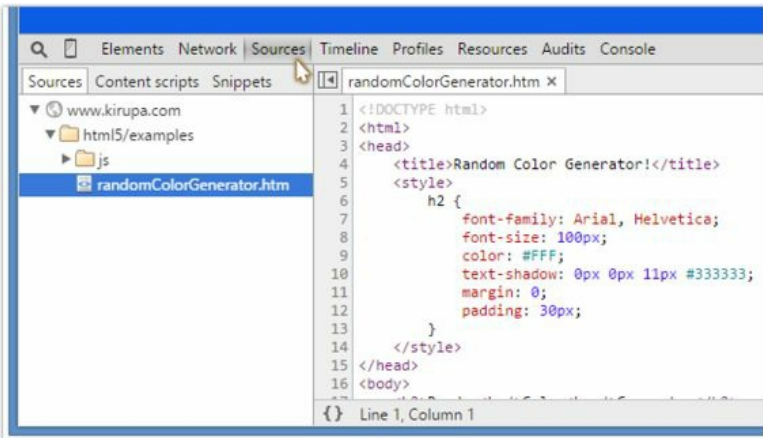 Elements Network Sources Timeline Profiles Resources Audits Console
Sources Content scripts Snippets
www.kirupa.com
html5/examples
js
randomColorGenerator.htm
randomColorGenerator.htm ×
1 <!DOCTYPE html>
2 <html>
3 <head>
4 <title>Random Color Generator!</title>
5 <style>
6 h2 {
7 font-family: Arial, Helvetica;
8 font-size: 100px;
9 color: #FFF;
10 text-shadow: 0px 0px 11px #333333;
11 margin: 0;
12 padding: 30px;
13 }
14 </style>
15 </head>
16 <body>
{} Line 1, Column 1